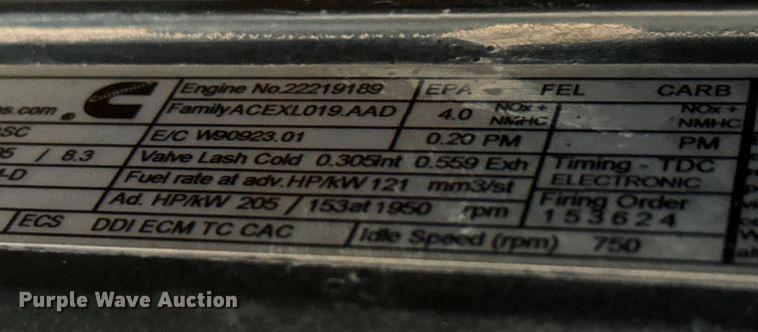 Cummins Engine No.22219189 EPA - FEL CARB
s.com FamilyACEXL019.AAD 4.0 NOx + NMHC NOx + NMHC
SC E/C W90923.01 0.20 PM PM
5 / 8.3 Valve Lash Cold 0.305Int 0.559 Exh Timing - TDC
-D Fuel rate at adv.HP/kW 121 mm3/st ELECTRONIC
Ad. HP/kW 205 / 153at 1950 rpm Firing Order
153624
ECS DDI ECM TC CAC Idle Speed (rpm) 750
Purple Wave Auction